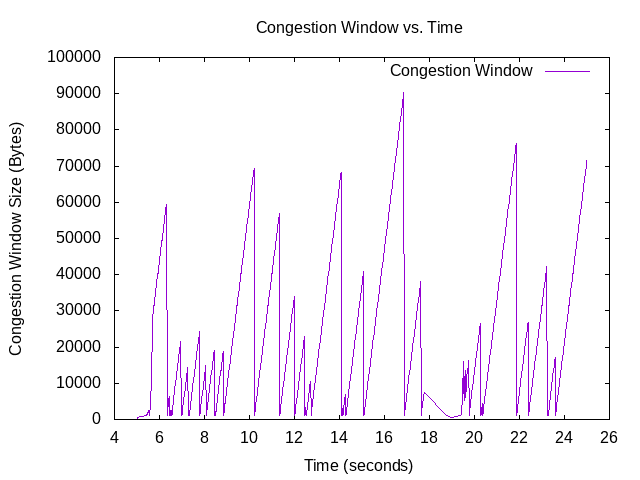 Congestion Window vs. Time
Congestion Window
Congestion Window Size (Bytes)
100000
90000
80000
70000
60000
50000
40000
30000
20000
10000
0
4 6 8 10 12 14 16 18 20 22 24 26
Time (seconds)